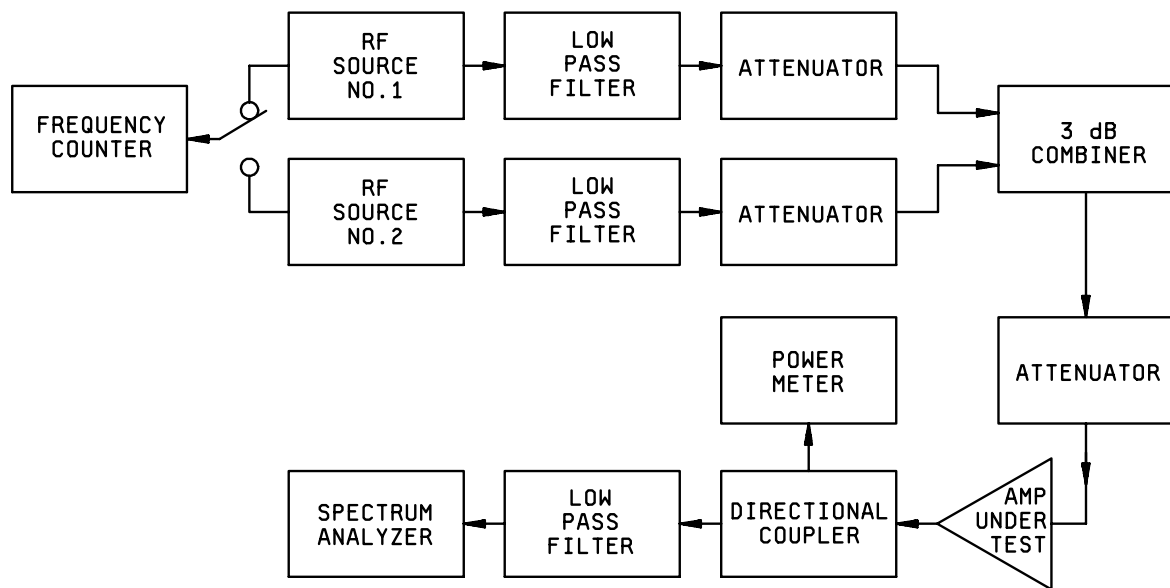 RF
SOURCE
NO.1
LOW
PASS
FILTER
ATTENUATOR
FREQUENCY
COUNTER
3 dB
COMBINER
RF
SOURCE
NO.2
LOW
PASS
FILTER
ATTENUATOR
POWER
METER
ATTENUATOR
SPECTRUM
ANALYZER
LOW
PASS
FILTER
DIRECTIONAL
COUPLER
AMP
UNDER
TEST